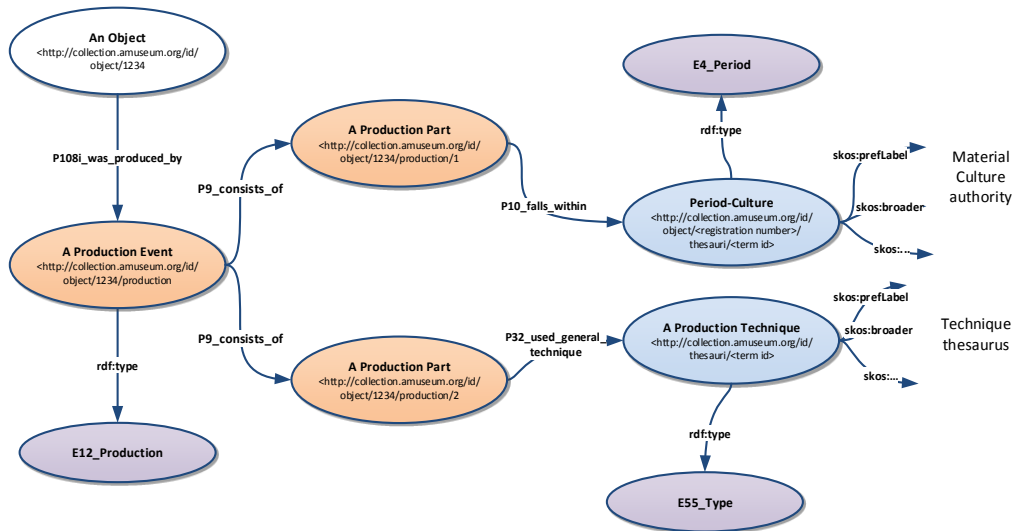 An Object
<http://collection.amuseum.org/id/
object/1234
E4_Period
rdf:type
P108i_was_produced_by
A Production Part
<http://collection.amuseum.org/id/
object/1234/production/1
P9_consists_of
P10_falls_within
skos:prefLabel
Material
Culture
authority
Period-Culture
<http://collection.amuseum.org/id/
object/<registration number>/
thesauri/<term id>
skos:broader
skos:...
A Production Event
<http://collection.amuseum.org/id/
object/1234/production
P9_consists_of
P32_used_general_
technique
A Production Technique
<http://collection.amuseum.org/id/
thesauri/<term id>
skos:prefLabel
skos:broader
skos:...
Technique
thesaurus
rdf:type
A Production Part
<http://collection.amuseum.org/id/
object/1234/production/2
rdf:type
E12_Production
E55_Type